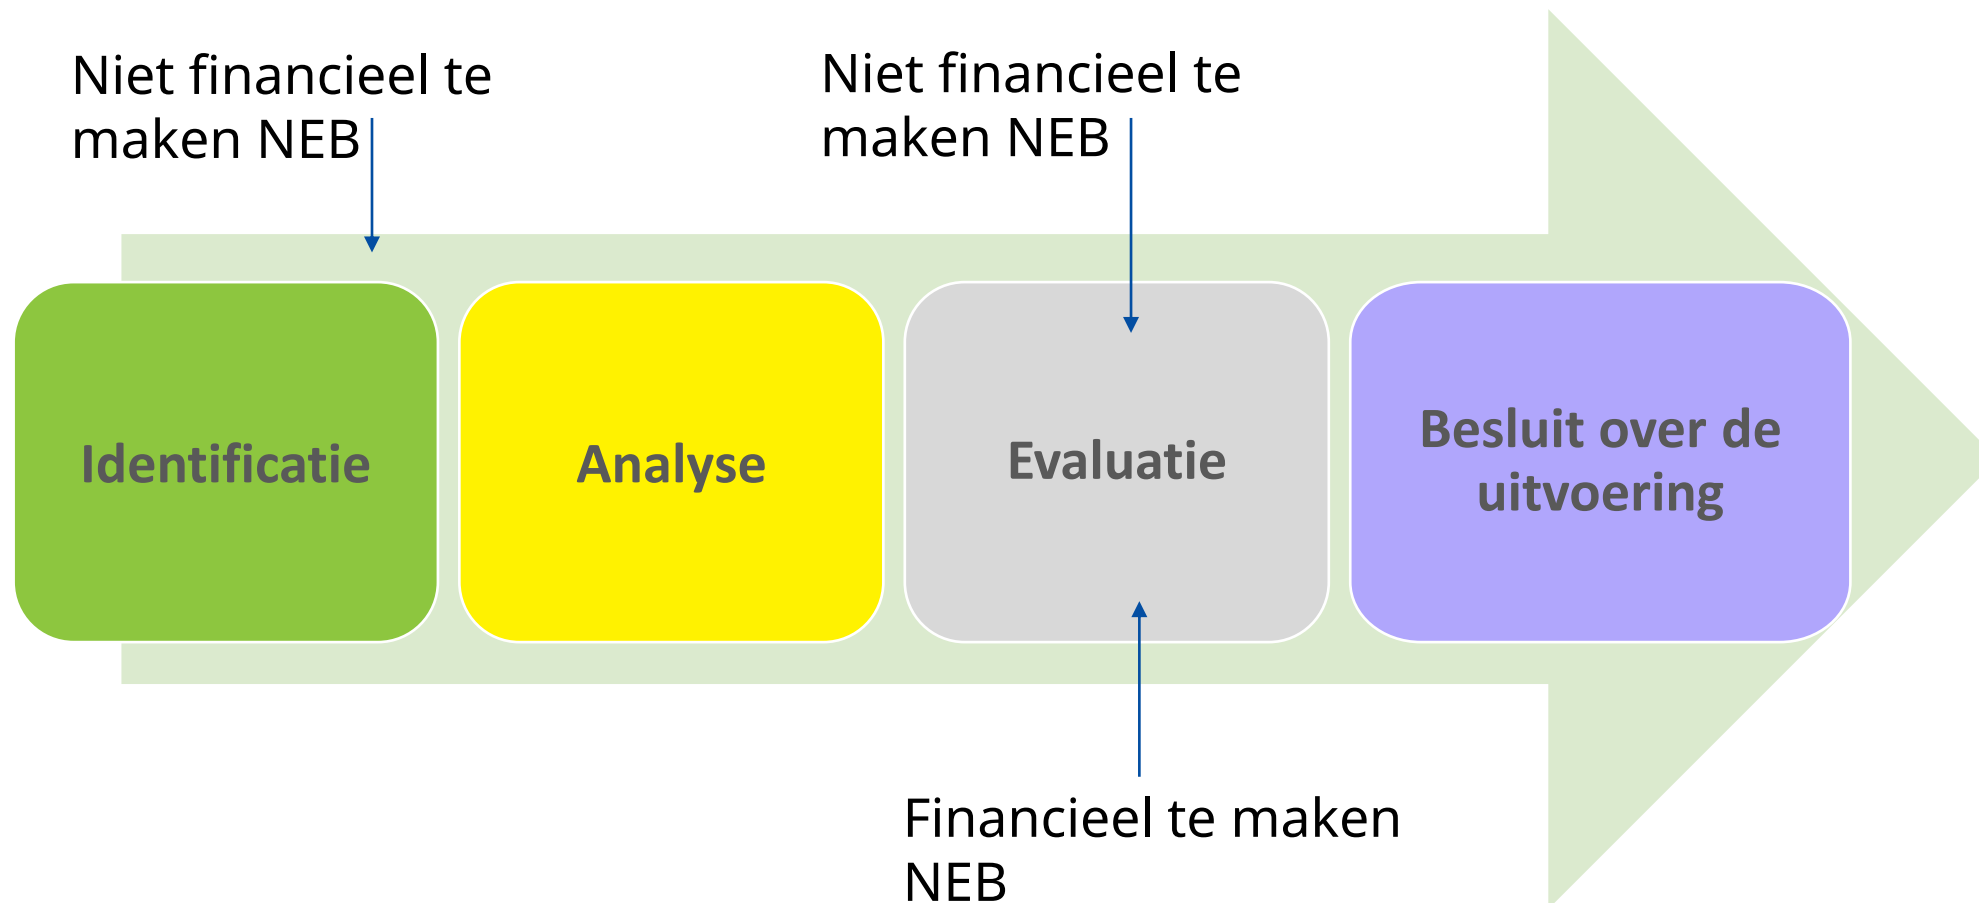 Niet financieel te
maken NEB
Niet financieel te
maken NEB
Identificatie
Analyse
Evaluatie
Besluit over de
uitvoering
Financieel te maken
NEB